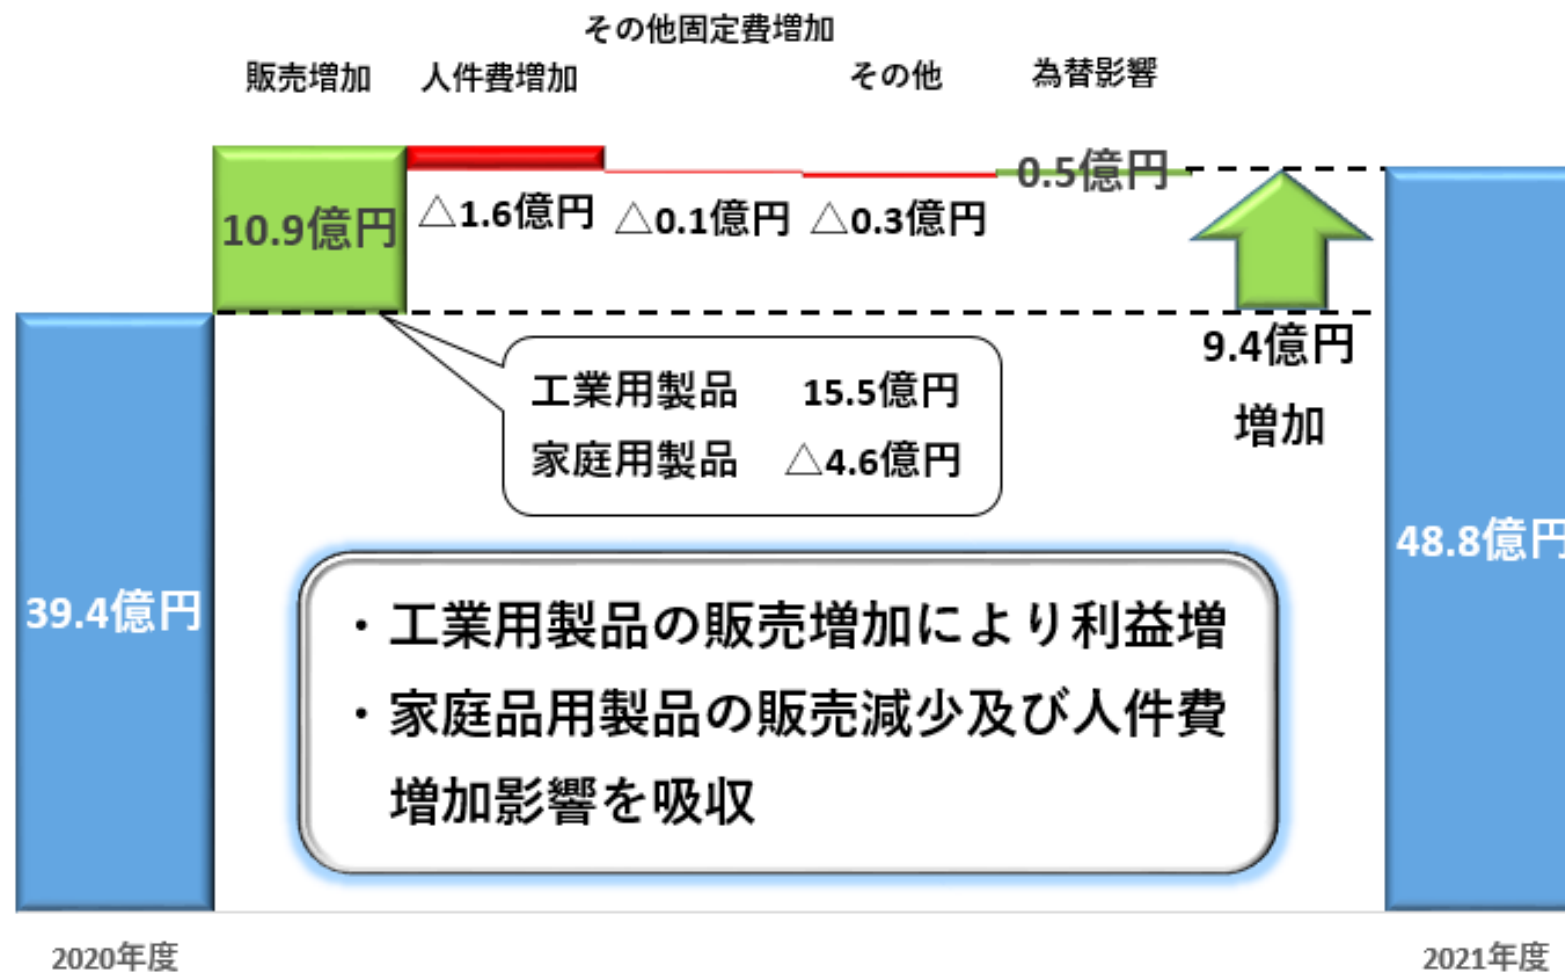 その他固定費増加
販売増加
人件費増加
その他
為替影響
10.9億円
△1.6億円
△0.1億円
△0.3億円
0.5億円
9.4億円
増加
工業用製品 15.5億円
家庭用製品 △4.6億円
39.4億円
48.8億円
・工業用製品の販売増加により利益増
・家庭品用製品の販売減少及び人件費
増加影響を吸収
2020年度
2021年度